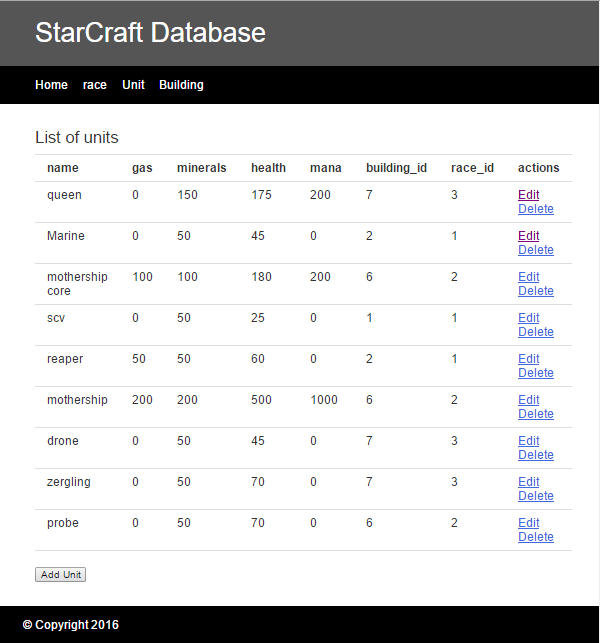 StarCraft Database
Home race Unit Building
List of units
name gas minerals health mana building_id race_id actions
queen 0 150 175 200 7 3 Edit
Delete
Marine 0 50 45 0 2 1 Edit
Delete
mothership 100 100 180 200 6 2 Edit
core Delete
scv 0 50 25 0 1 1 Edit
Delete
reaper 50 50 60 0 2 1 Edit
Delete
mothership 200 200 500 1000 6 2 Edit
Delete
drone 0 50 45 0 7 3 Edit
Delete
zergling 0 50 70 0 7 3 Edit
Delete
probe 0 50 70 0 6 2 Edit
Delete
Add Unit
© Copyright 2016